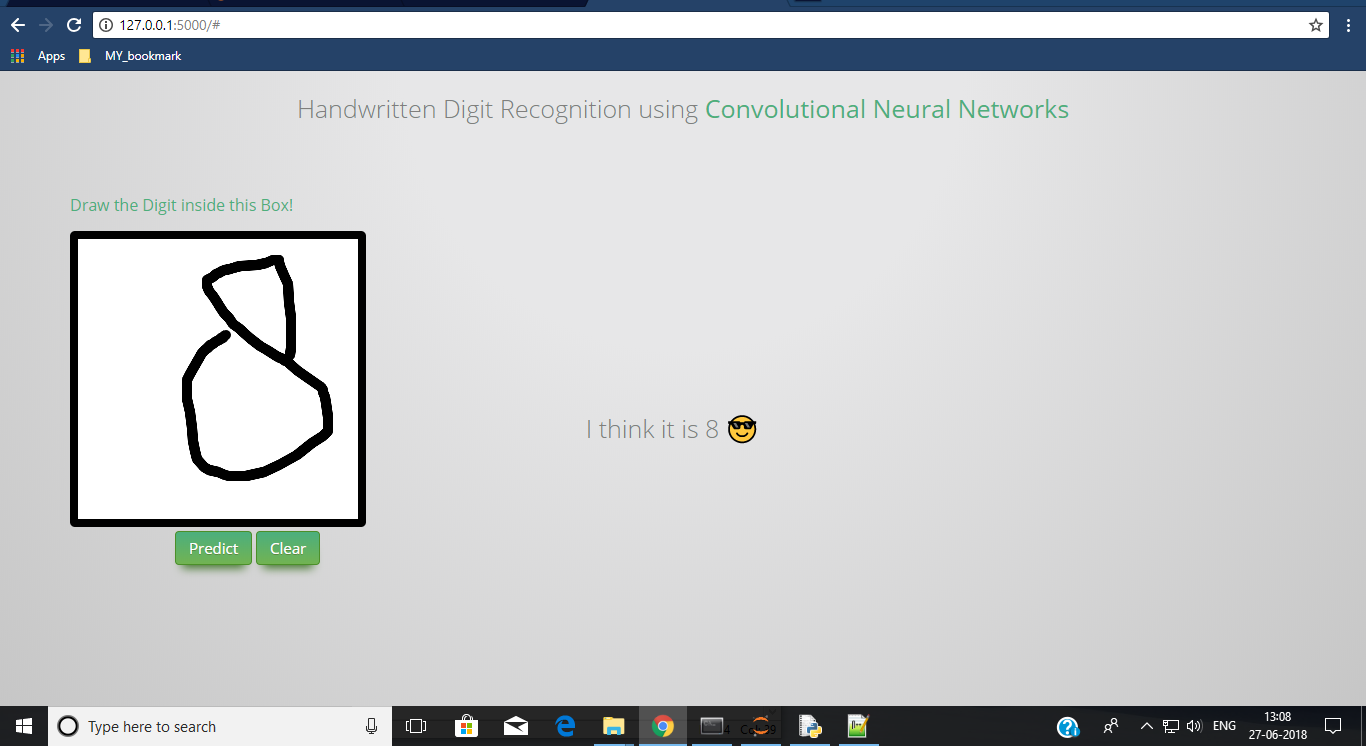 127.0.0.1:5000/#
Apps MY_bookmark
Handwritten Digit Recognition using Convolutional Neural Networks
Draw the Digit inside this Box!
8
I think it is 8 😎
Predict Clear
Type here to search
ENG
13:08
27-06-2018